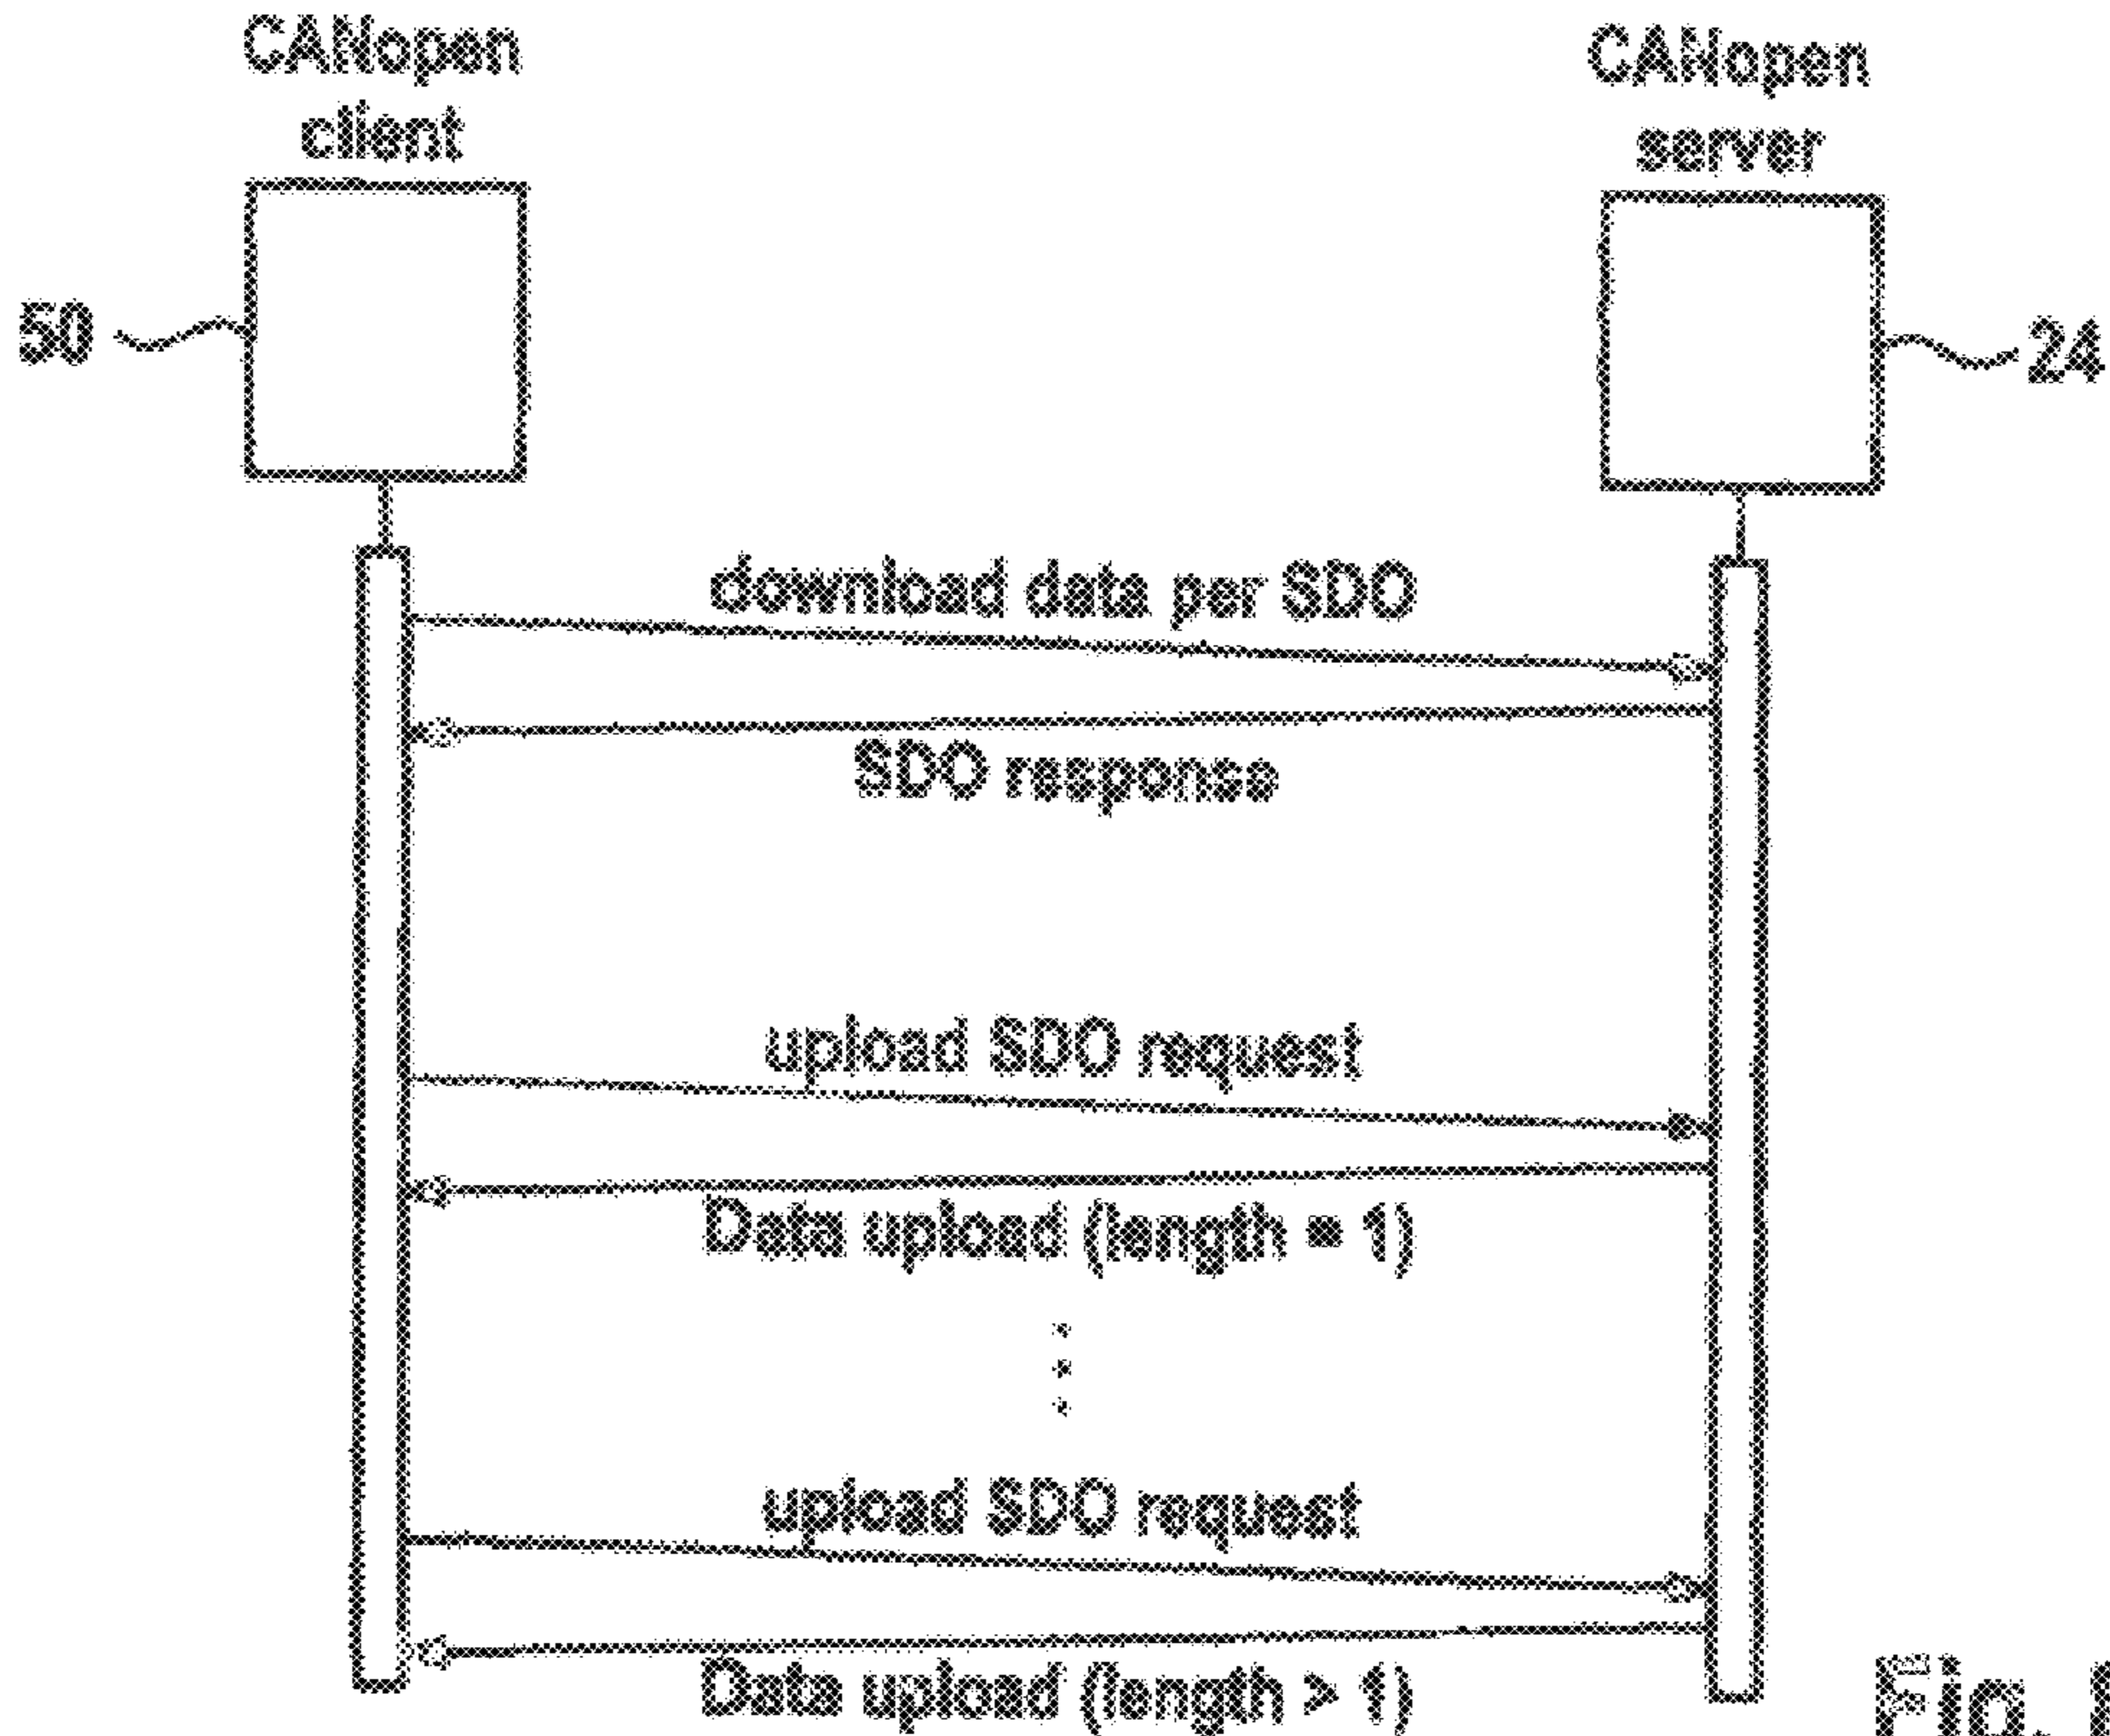 CANopen
client
CANopen
server
50
24
download data per SDO
SDO response
upload SDO request
Data upload (length = 1)
upload SDO request
Data upload (length > 1)
Fig.